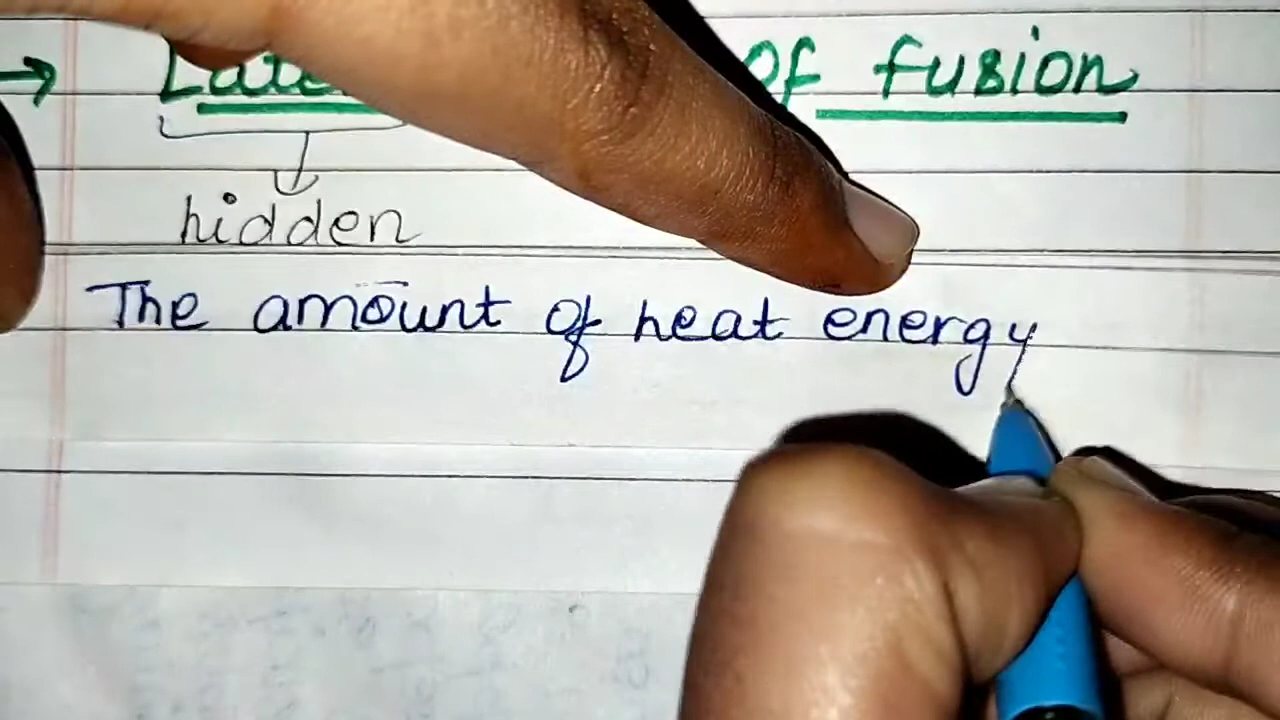 → of fusion
hidden
The amount of heat energy